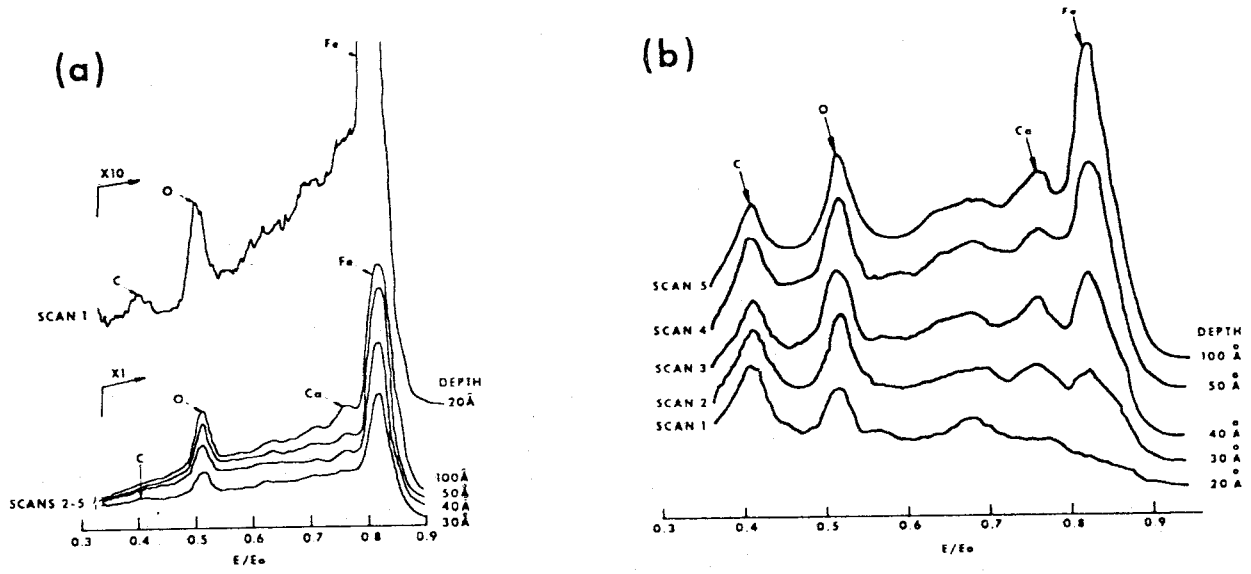 (a)
Fe
X10
O
C
SCAN 1
Fe
X1
DEPTH
20Å
O
Ca
C
SCANS 2-5
100Å
50Å
40Å
30Å
0.3 0.4 0.5 0.6 0.7 0.8 0.9
E/Eo
(b)
Fe
O
Ca
C
SCAN 5
SCAN 4
SCAN 3
SCAN 2
SCAN 1
DEPTH
100 Å
50 Å
40 Å
30 Å
20 Å
0.3 0.4 0.5 0.6 0.7 0.8
E/Eo